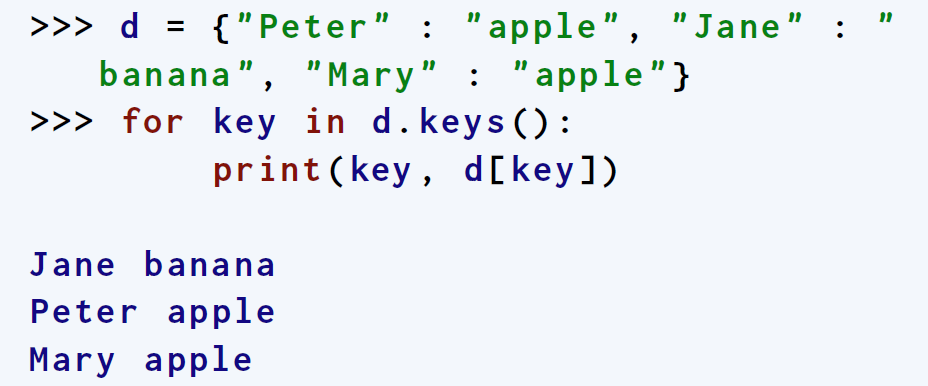 >>> d = {"Peter" : "apple", "Jane" : "
banana", "Mary" : "apple"}
>>> for key in d.keys():
print(key, d[key])
Jane banana
Peter apple
Mary apple